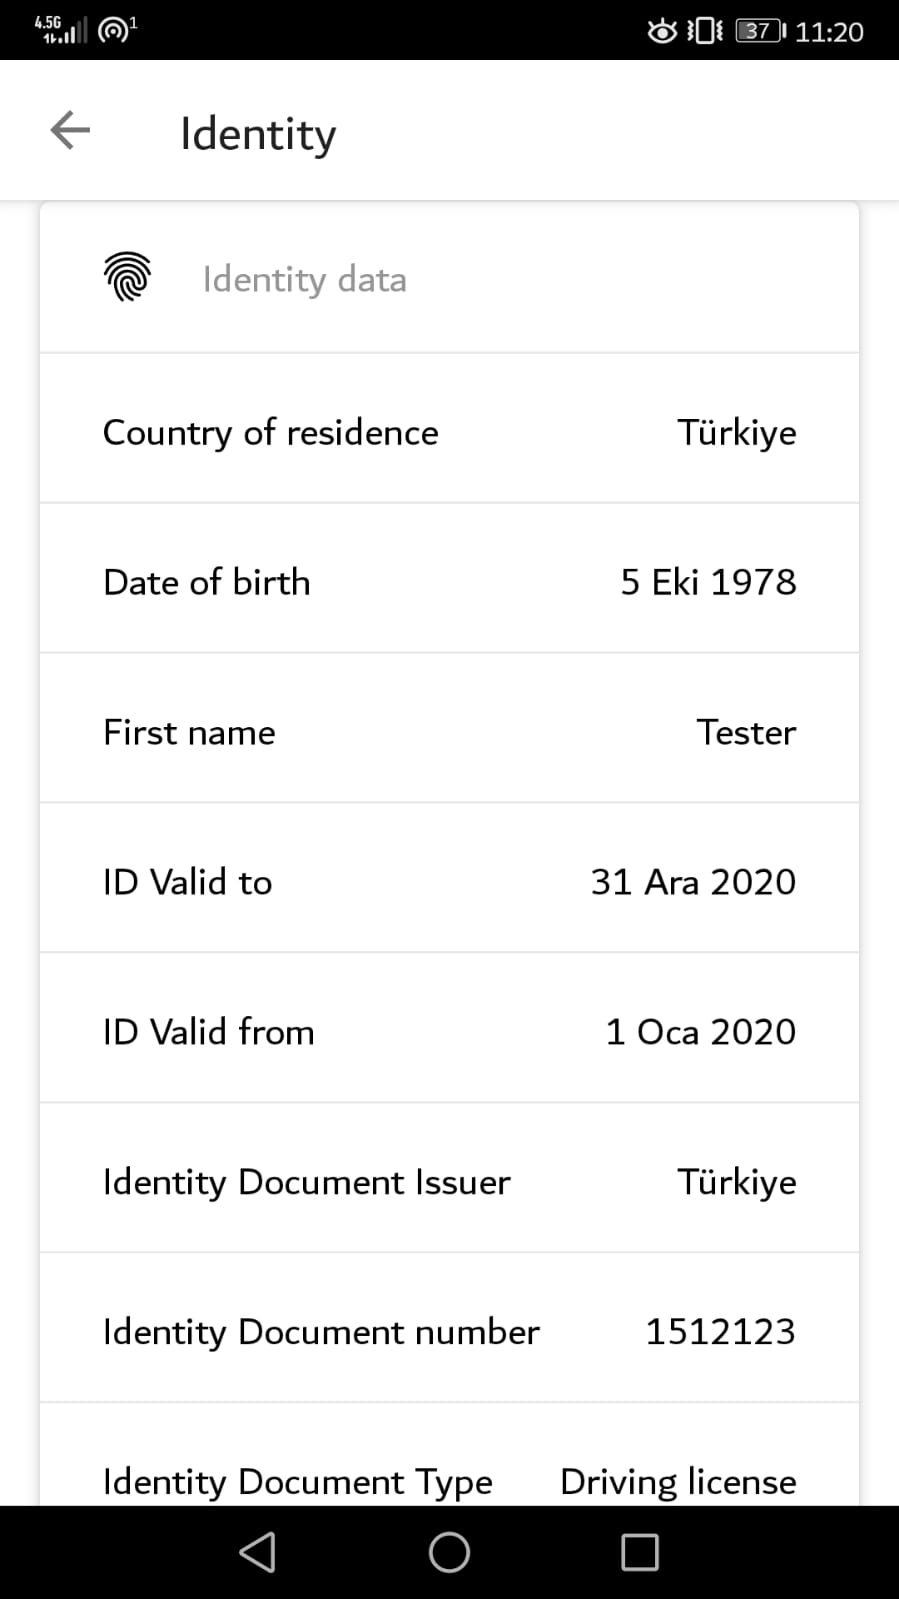 4.5G 1 37 11:20
Identity
Identity data
Country of residence Türkiye
Date of birth 5 Eki 1978
First name Tester
ID Valid to 31 Ara 2020
ID Valid from 1 Oca 2020
Identity Document Issuer Türkiye
Identity Document number 1512123
Identity Document Type Driving license